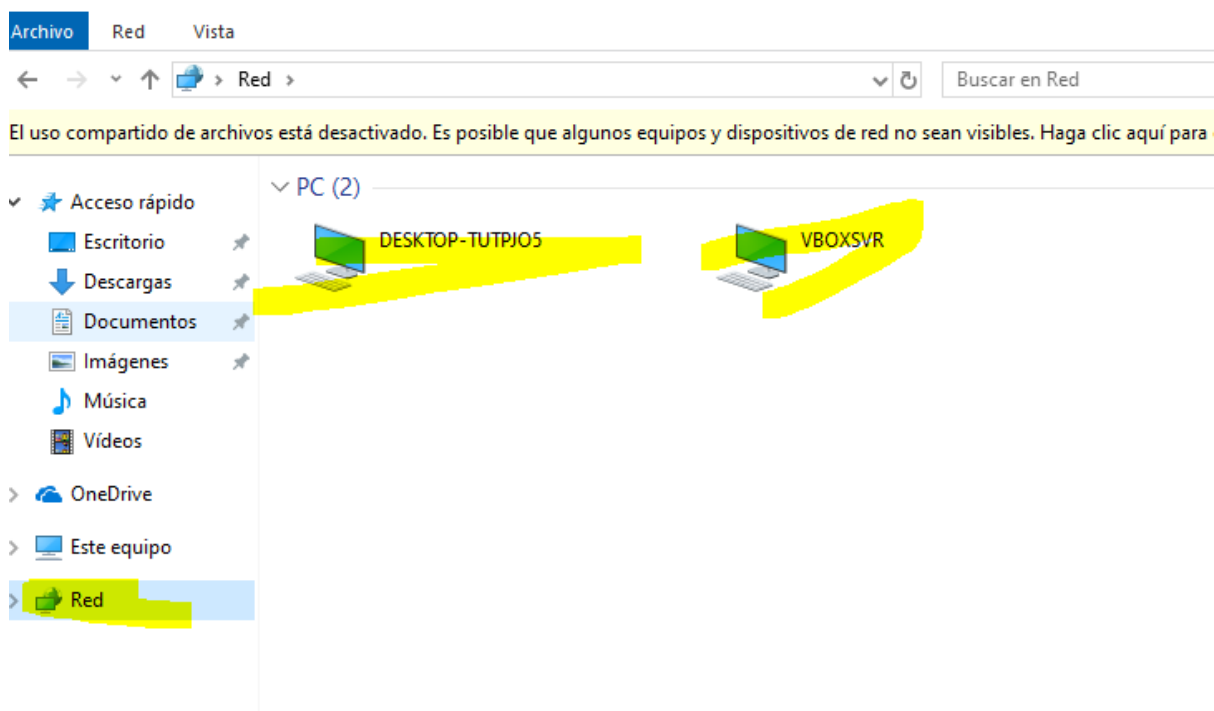 Archivo Red Vista
Red
Buscar en Red
El uso compartido de archivos está desactivado. Es posible que algunos equipos y dispositivos de red no sean visibles. Haga clic aquí para
PC (2)
DESKTOP-TUTPJO5
VBOXSVR
Acceso rápido
Escritorio
Descargas
Documentos
Imágenes
Música
Vídeos
OneDrive
Este equipo
Red